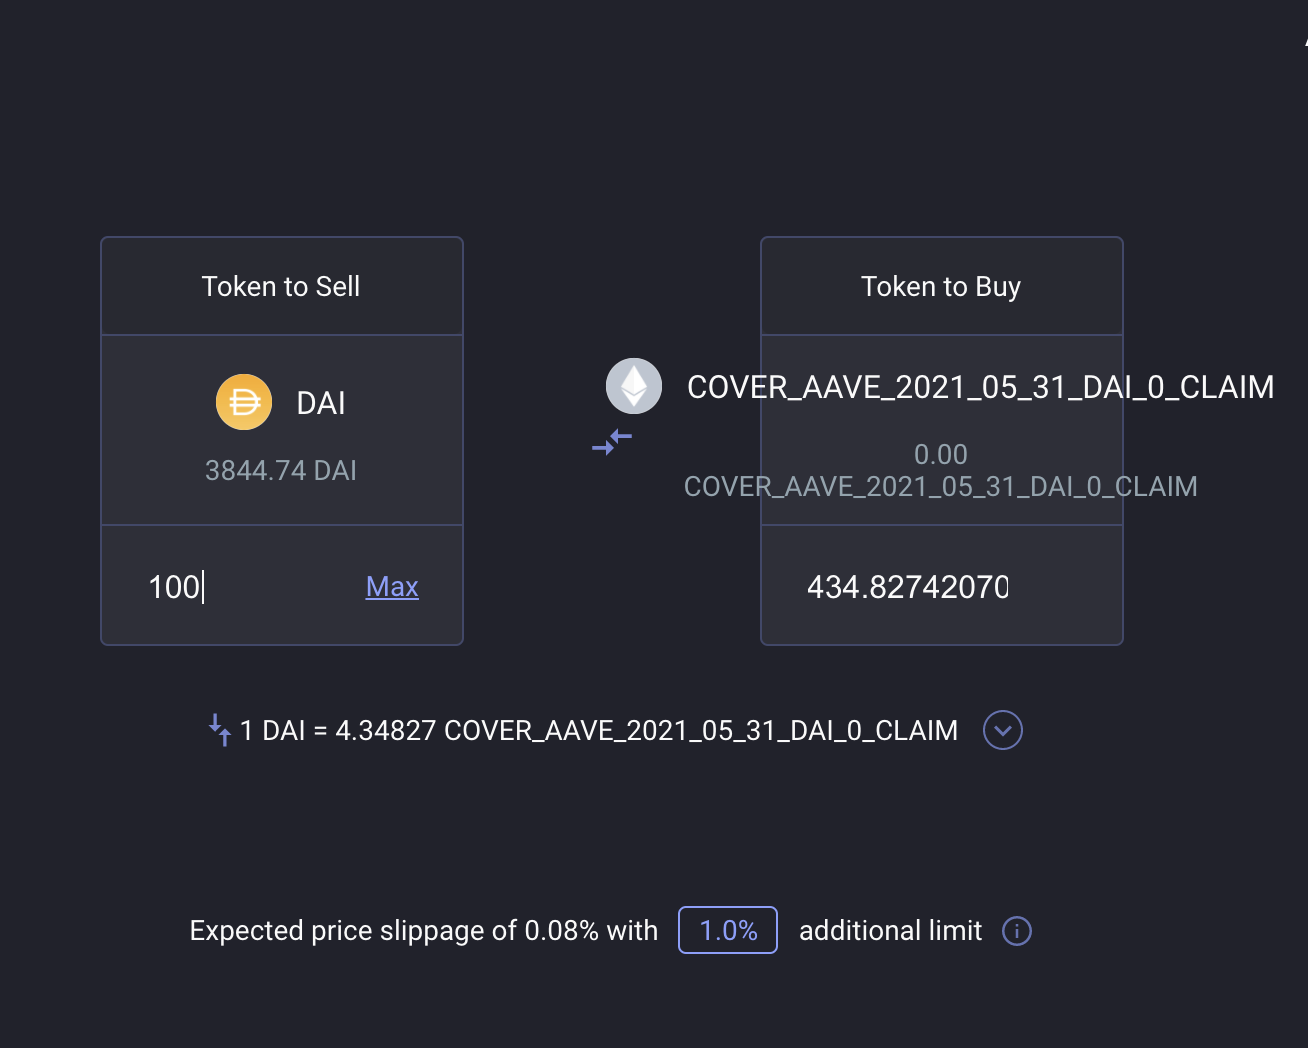 Token to Sell
DAI
3844.74 DAI
100
Max
Token to Buy
COVER_AAVE_2021_05_31_DAI_0_CLAIM
0.00
COVER_AAVE_2021_05_31_DAI_0_CLAIM
434.82742070
1 DAI = 4.34827 COVER_AAVE_2021_05_31_DAI_0_CLAIM
Expected price slippage of 0.08% with 1.0% additional limit